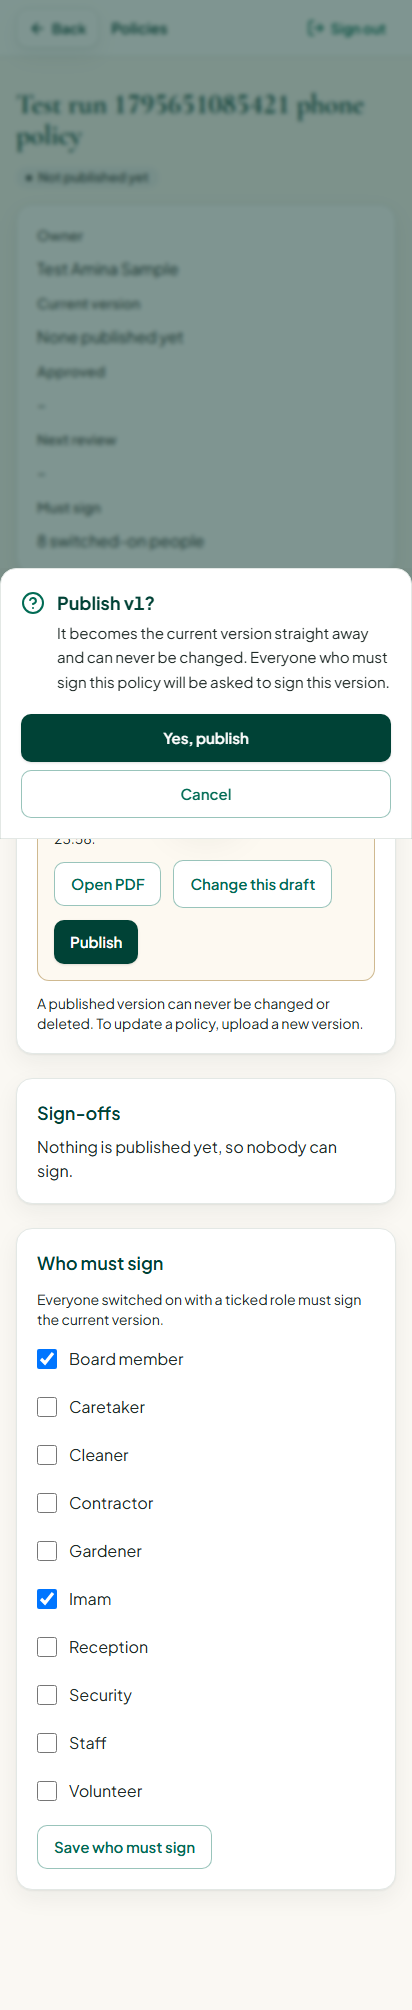 Back Policies Sign out
Test run 1795651085421 phone
policy
Not published yet
Owner
Test Amina Sample
Current version
None published yet
Approved
–
Next review
–
Must sign
8 switched-on people
Publish v1?
It becomes the current version straight away
and can never be changed. Everyone who must
sign this policy will be asked to sign this version.
Yes, publish
Cancel
Open PDF Change this draft
Publish
A published version can never be changed or
deleted. To update a policy, upload a new version.
Sign-offs
Nothing is published yet, so nobody can
sign.
Who must sign
Everyone switched on with a ticked role must sign
the current version.
Board member
Caretaker
Cleaner
Contractor
Gardener
Imam
Reception
Security
Staff
Volunteer
Save who must sign